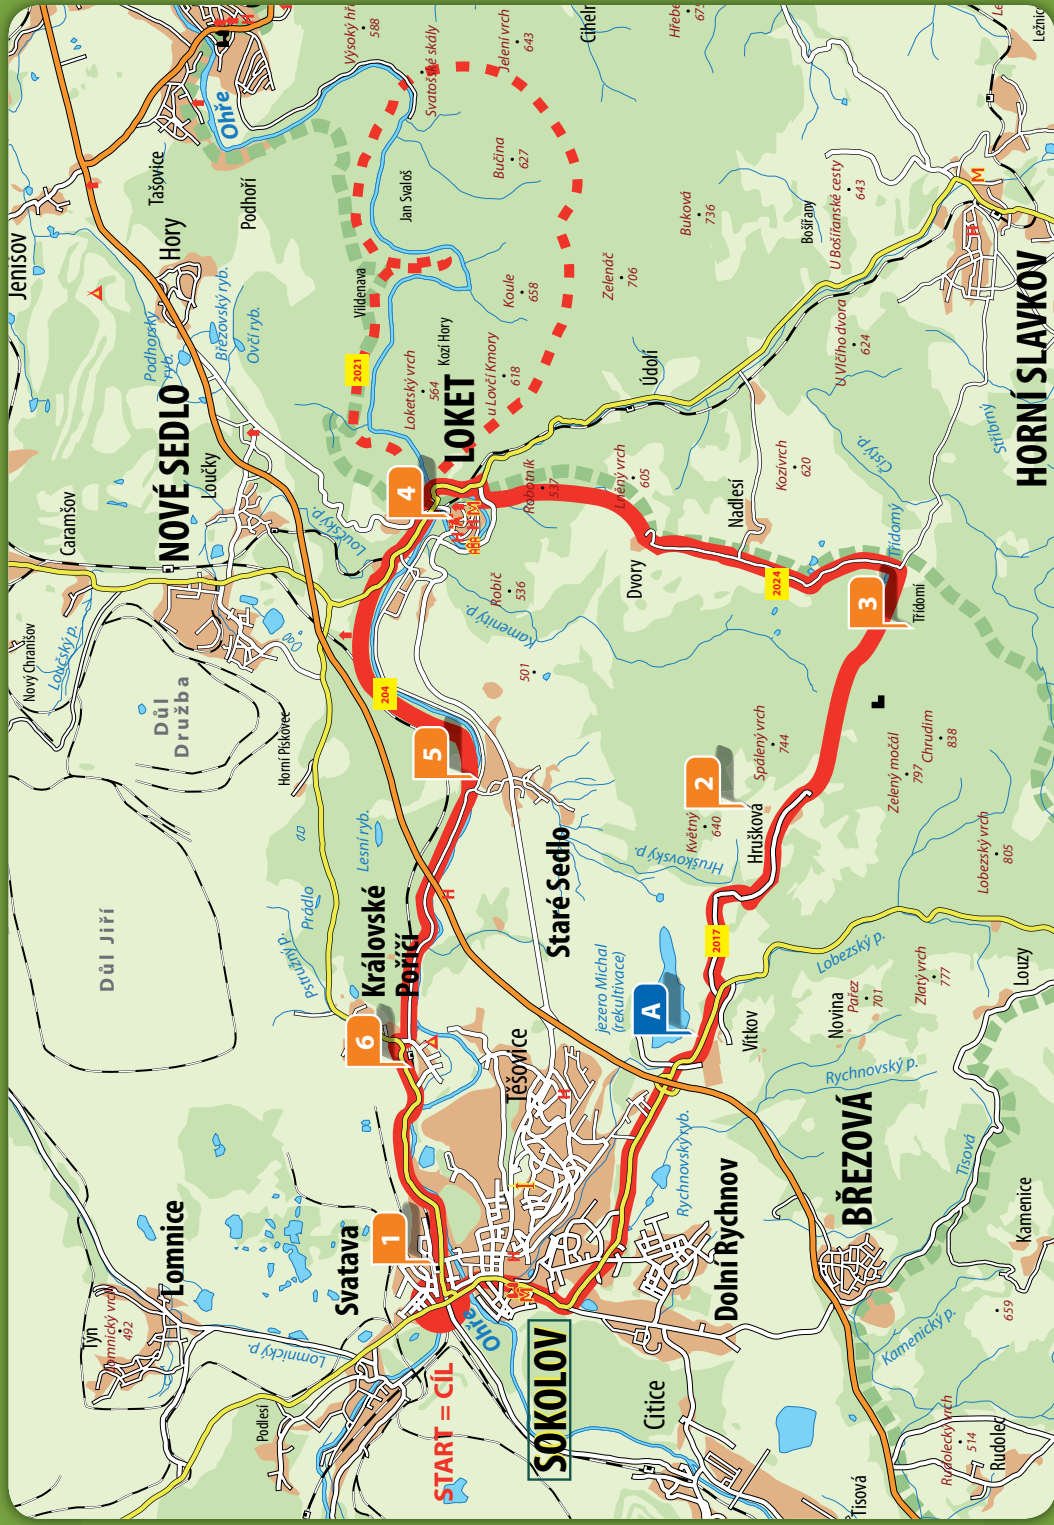 Jenišov
Tašovice
Hory
Podhoří
Ohře
Vysoký
588
Svatošské skály
Jelení vrch
643
Bučina
627
Jan Svaloš
Vildenava
Podhorský
ryb.
Březovský ryb.
Ovčí ryb.
Buková
736
Bošířany
U Bošířanské cesty
643
M
H
HORNÍ SLAVKOV
Zelenáč
706
Koule
658
Kozí Hory
u Lovčí Kmory
618
Loketský vrch
564
2021
LOKET
NOVÉ SEDLO
Loučky
Caramšov
Loučský p.
Údolí
U Vlčího dvora
624
Stříbrný
Čistý p.
Kozívrch
620
Nadlesí
Lněný vrch
605
Robotník
537
4
Třídomý
Třídomí
3
2024
Dvory
Robič
536
Kamenitý p.
501
Nový Chranišov
Loučský p.
Důl
Družba
Horní Pískovec
204
5
Staré Sedlo
Spálený vrch
744
2
Květný
640
Hrušková
Hruškovský p.
Zelený močál
797
Chrudim
838
Lobezský vrch
805
Lobezský p.
2017
Zlatý vrch
777
Louzy
Pařez
701
Novina
Vítkov
A
jezero Michal
(rekultivace)
Lesní ryb.
Prádlo
Pstružný p.
Královské
Poříčí
6
H
Důl Jiří
Těšovice
H
Rychnovský p.
Rychnovský ryb.
BŘEZOVÁ
Tisová
Kamenice
659
Kamenický p.
Dolní Rychnov
Svatava
1
Lomnice
Týn
492
Lomnický p.
Podlesí
Ohře
START = CÍL
SOKOLOV
Citice
Tisová
Rudolecký vrch
514
Rudolec